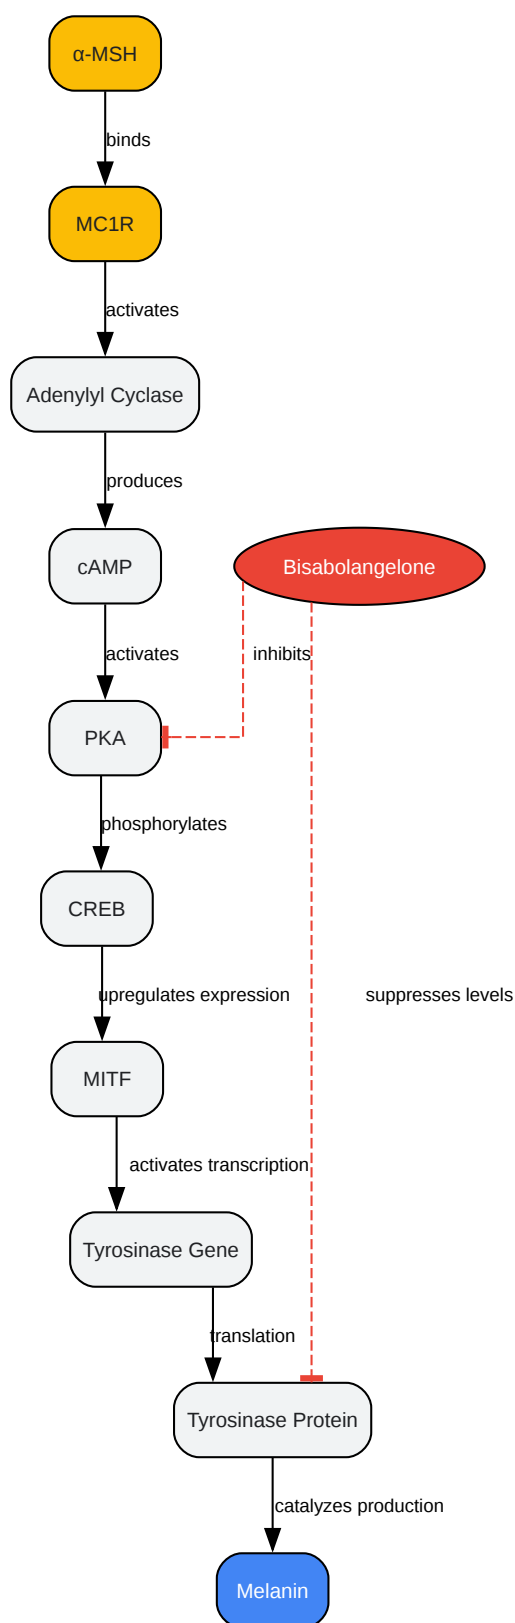 α-MSH
binds
MC1R
activates
Adenylyl Cyclase
produces
cAMP
Bisabolangelone
activates
inhibits
PKA
phosphorylates
CREB
upregulates expression
suppresses levels
MITF
activates transcription
Tyrosinase Gene
translation
Tyrosinase Protein
catalyzes production
Melanin